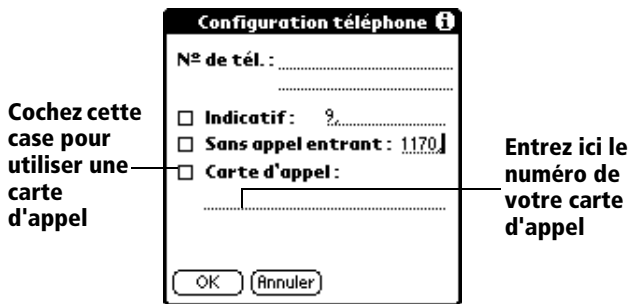 Configuration téléphone i
Nº de tél. :
Indicatif : 9,
Sans appel entrant : 1170,
Carte d'appel :
OK Annuler
Cochez cette
case pour
utiliser une
carte
d'appel
Entrez ici le
numéro de
votre carte
d'appel